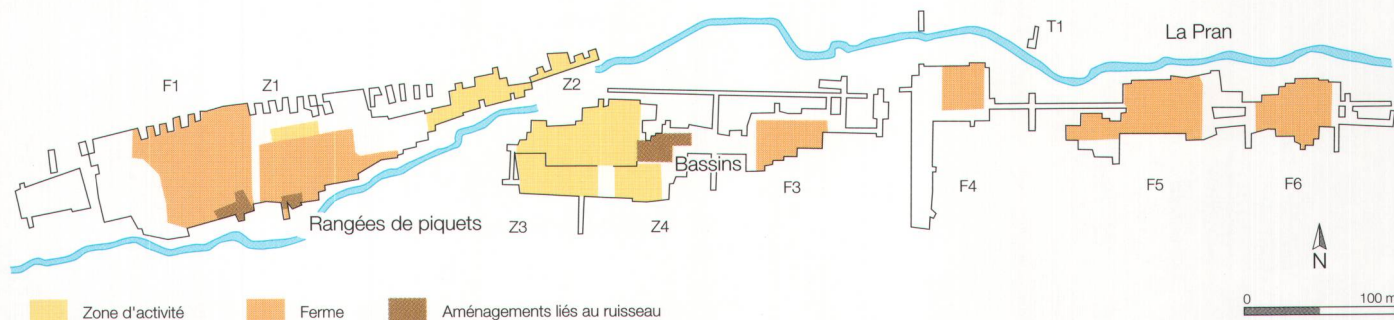 T1
La Pran
F1
Z1
Z2
Bassins
F3
F4
F5
F6
Rangées de piquets
Z3
Z4
N
Zone d'activité
Ferme
Aménagements liés au ruisseau
0 100 m